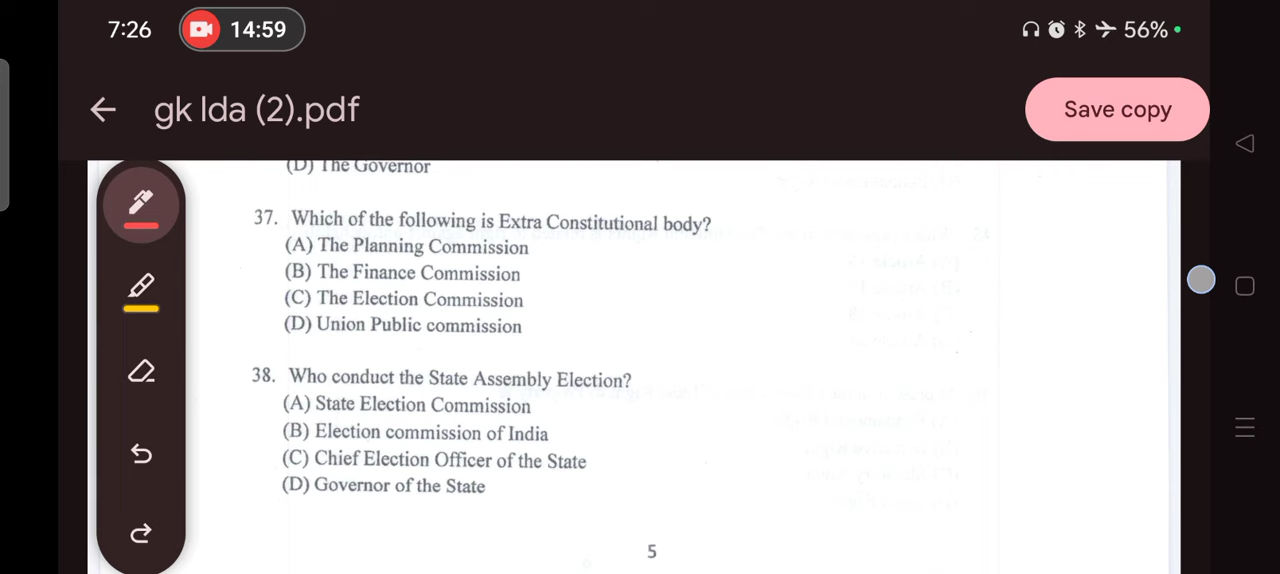 7:26
14:59
56%
gk lda (2).pdf
Save copy
(D) The Governor
37. Which of the following is Extra Constitutional body?
(A) The Planning Commission
(B) The Finance Commission
(C) The Election Commission
(D) Union Public commission
38. Who conduct the State Assembly Election?
(A) State Election Commission
(B) Election commission of India
(C) Chief Election Officer of the State
(D) Governor of the State
5